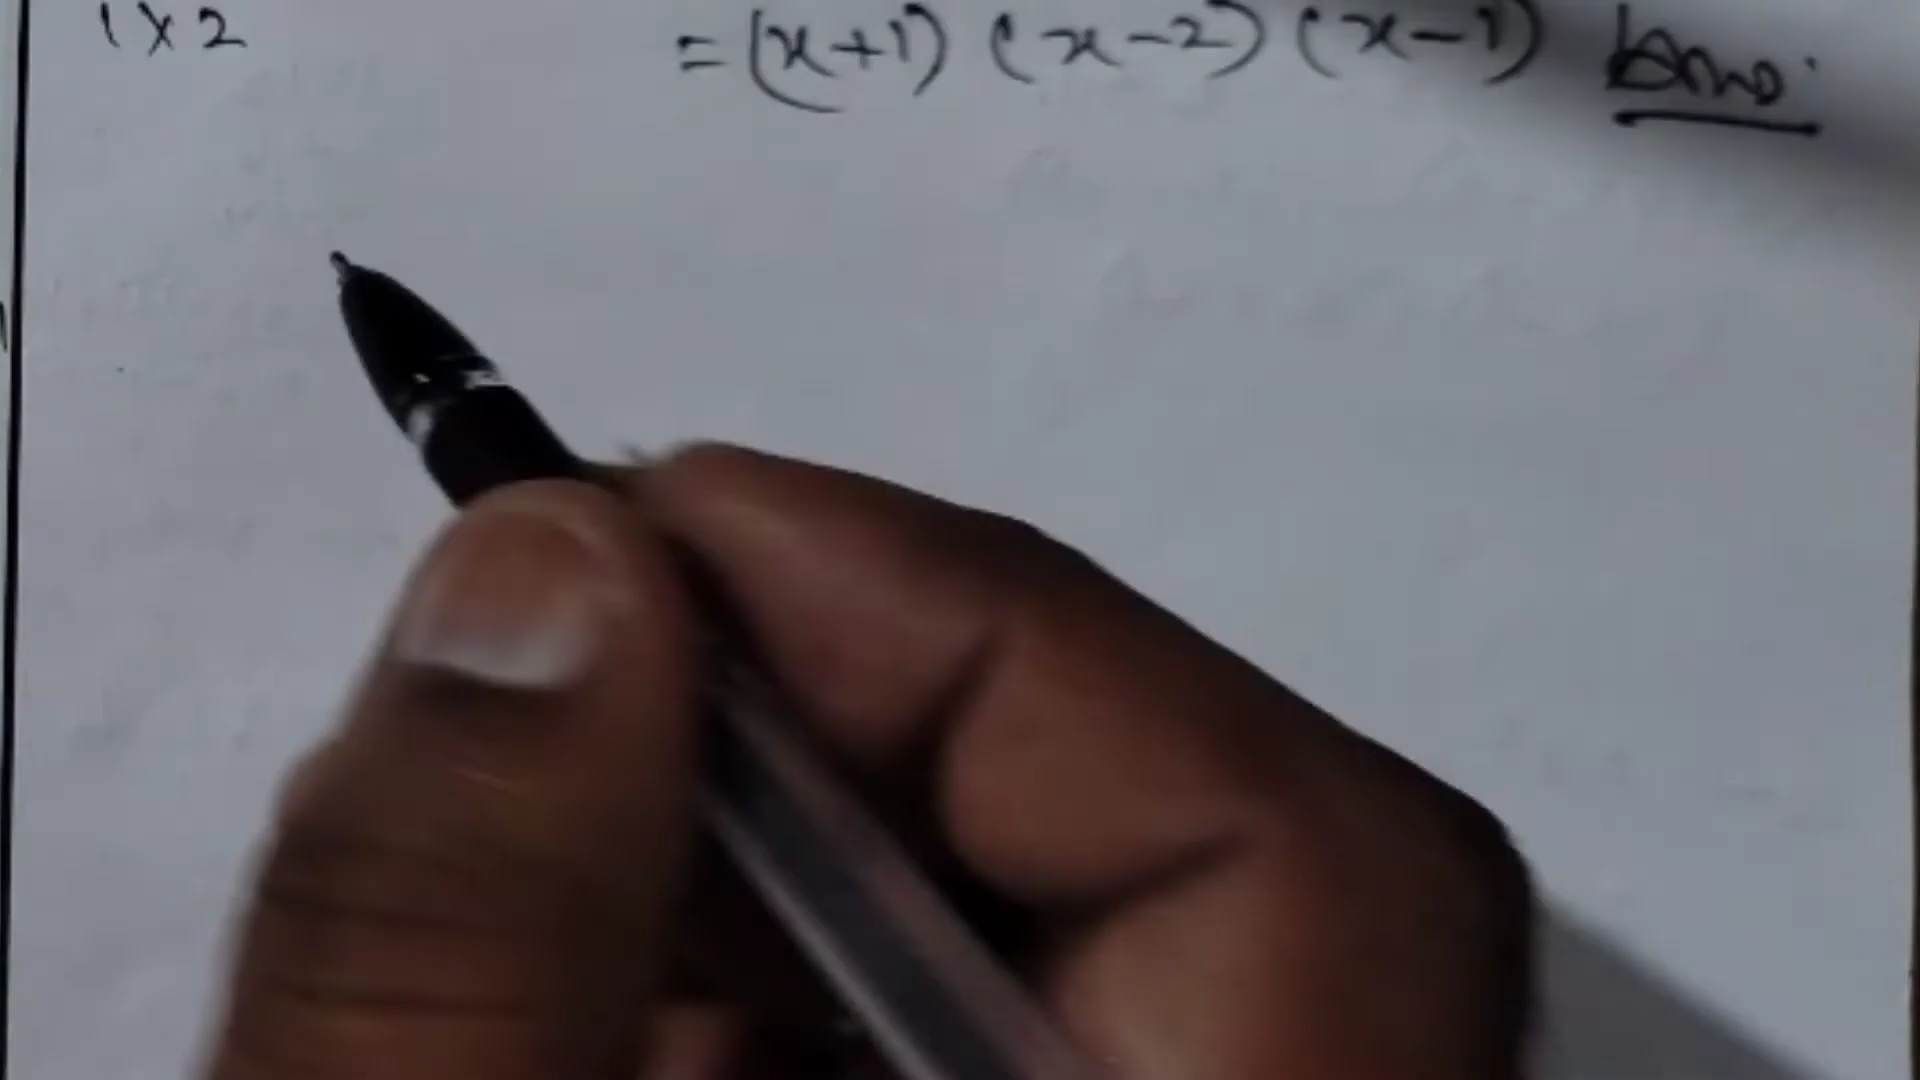 1 x 2
= (x+1) (x-2) (x-1) Ans.